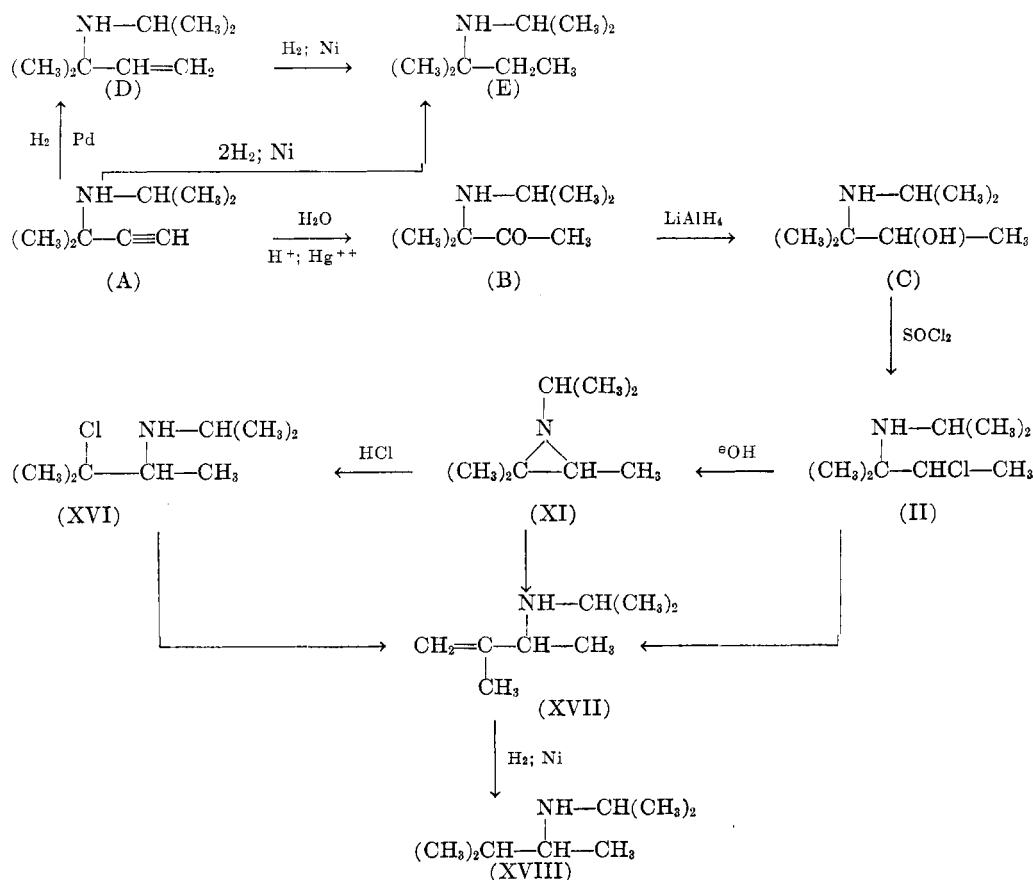 NH—CH(CH₃)₂ NH—CH(CH₃)₂
(CH₃)₂C—CH=CH₂ H₂; Ni (CH₃)₂C—CH₂CH₃
(D) (E)
H₂ Pd 2H₂; Ni
NH—CH(CH₃)₂ NH—CH(CH₃)₂ NH—CH(CH₃)₂
(CH₃)₂C—C≡CH H₂O H⁺; Hg⁺⁺ (CH₃)₂C—CO—CH₃ LiAlH₄ (CH₃)₂C—CH(OH)—CH₃
(A) (B) (C)
SOCl₂
CH(CH₃)₂
Cl NH—CH(CH₃)₂ N NH—CH(CH₃)₂
(CH₃)₂C—CH—CH₃ HCl (CH₃)₂C—CH—CH₃ ⊖OH (CH₃)₂C—CHCl—CH₃
(XVI) (XI) (II)
NH—CH(CH₃)₂
CH₂=C—CH—CH₃
CH₃
(XVII)
H₂; Ni
NH—CH(CH₃)₂
(CH₃)₂CH—CH—CH₃
(XVIII)